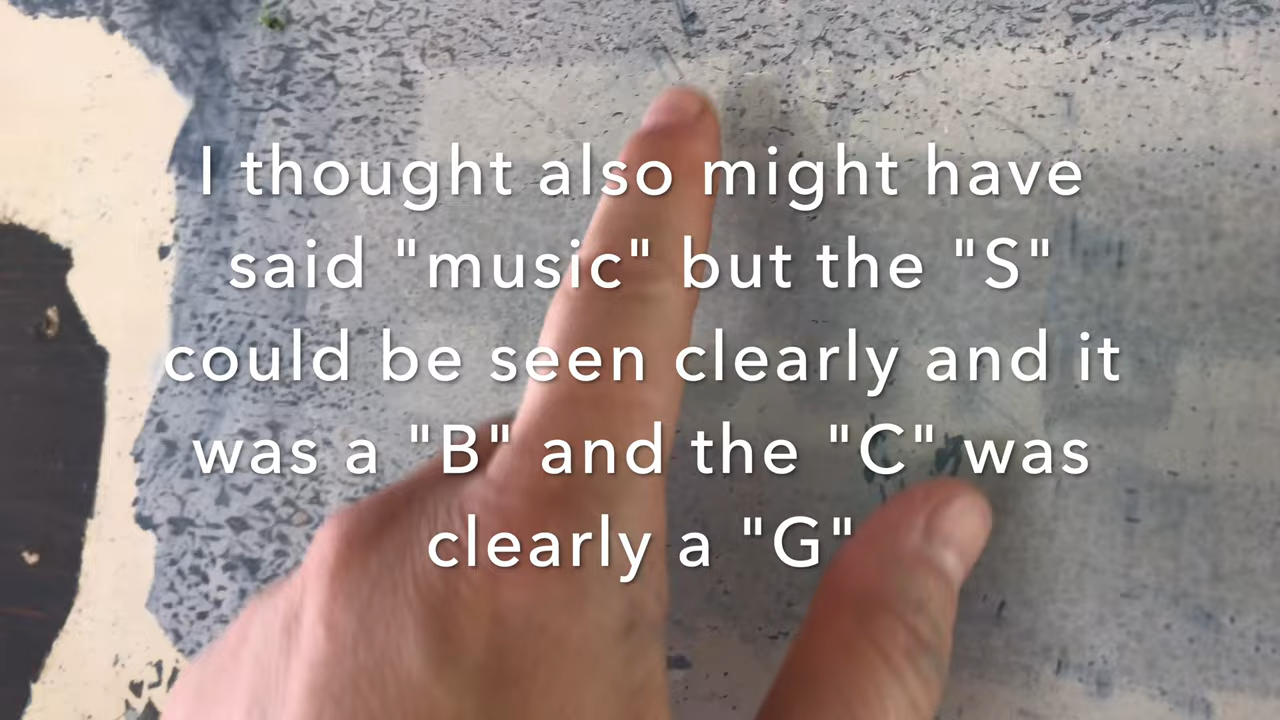 I thought also might have
said "music" but the "S"
could be seen clearly and it
was a "B" and the "C" was
clearly a "G"